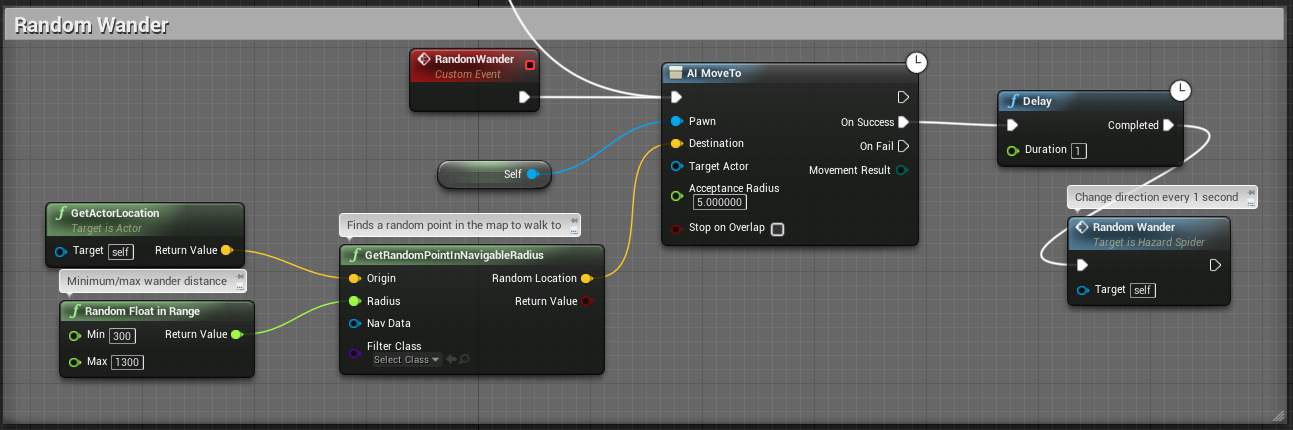 Random Wander
RandomWander
Custom Event
AI MoveTo
Pawn
On Success
Destination
On Fail
Target Actor
Movement Result
Acceptance Radius
5.000000
Stop on Overlap
Delay
Completed
Duration 1
Self
Change direction every 1 second
Random Wander
Target is Hazard Spider
Target self
GetActorLocation
Target is Actor
Target self Return Value
Finds a random point in the map to walk to
GetRandomPointInNavigableRadius
Origin Random Location
Radius Return Value
Nav Data
Filter Class
Select Class
Minimum/max wander distance
Random Float in Range
Min 300 Return Value
Max 1300